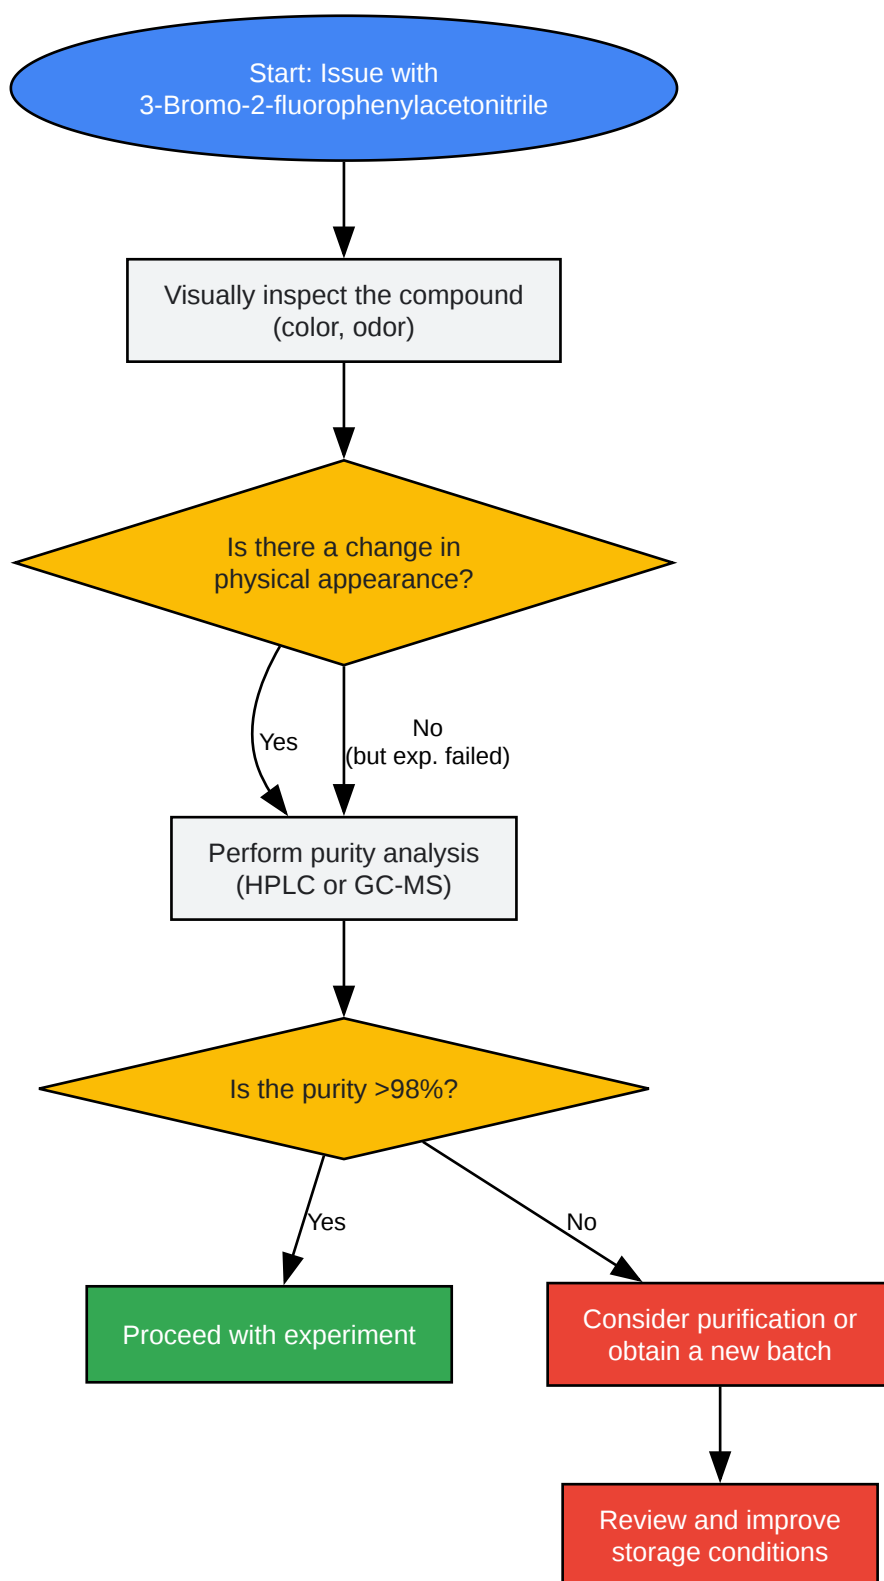 Start: Issue with
3-Bromo-2-fluorophenylacetonitrile
Visually inspect the compound
(color, odor)
Is there a change in
physical appearance?
Yes
No
(but exp. failed)
Perform purity analysis
(HPLC or GC-MS)
Is the purity >98%?
Yes
No
Proceed with experiment
Consider purification or
obtain a new batch
Review and improve
storage conditions